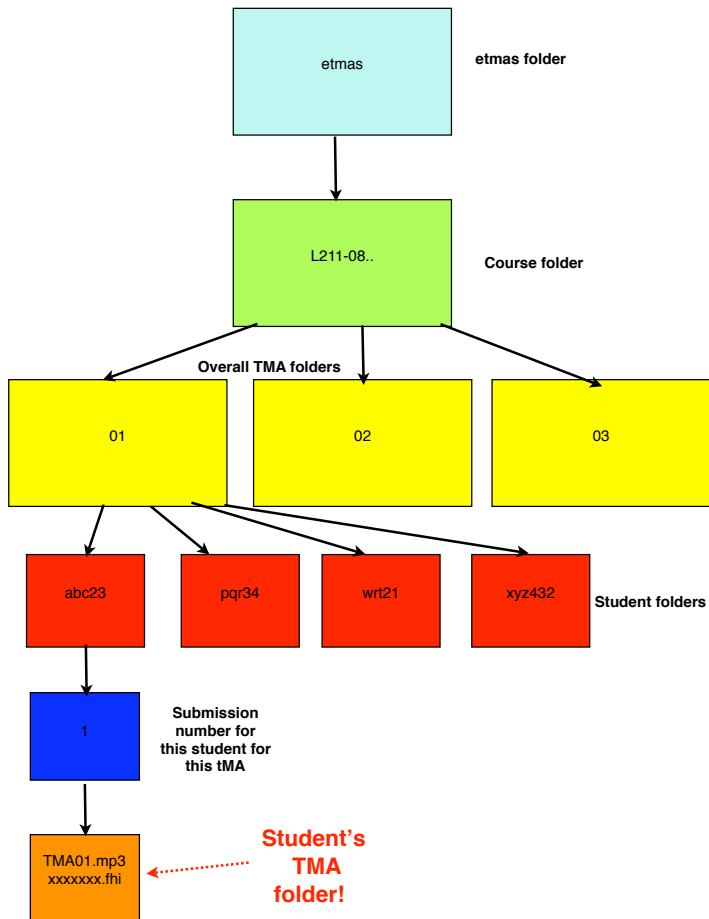 etmas
etmas folder
L211-08..
Course folder
Overall TMA folders
01
02
03
abc23
pqr34
wrt21
xyz432
Student folders
1
Submission
number for
this student for
this tMA
TMA01.mp3
xxxxxxx.fhi
Student's
TMA
folder!